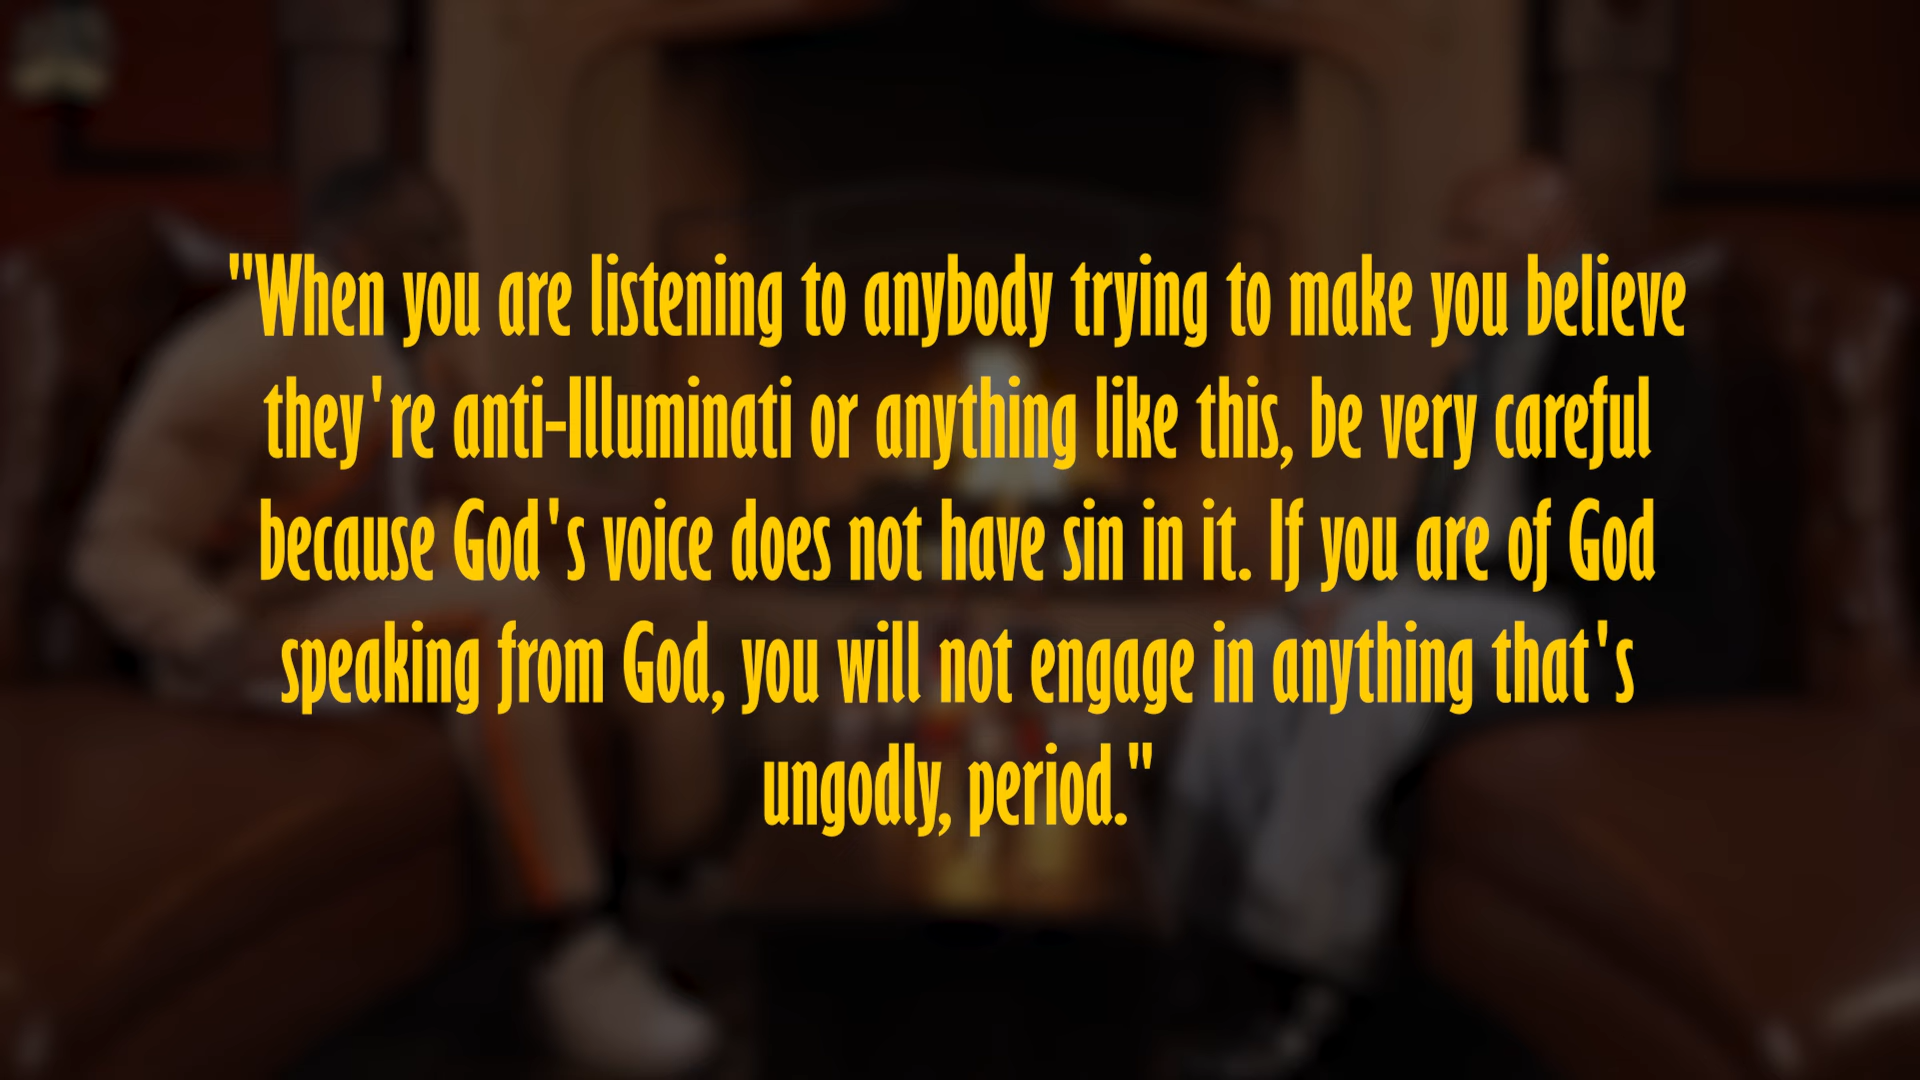 "When you are listening to anybody trying to make you believe
they're anti-Illuminati or anything like this, be very careful
because God's voice does not have sin in it. If you are of God
speaking from God, you will not engage in anything that's
ungodly, period."